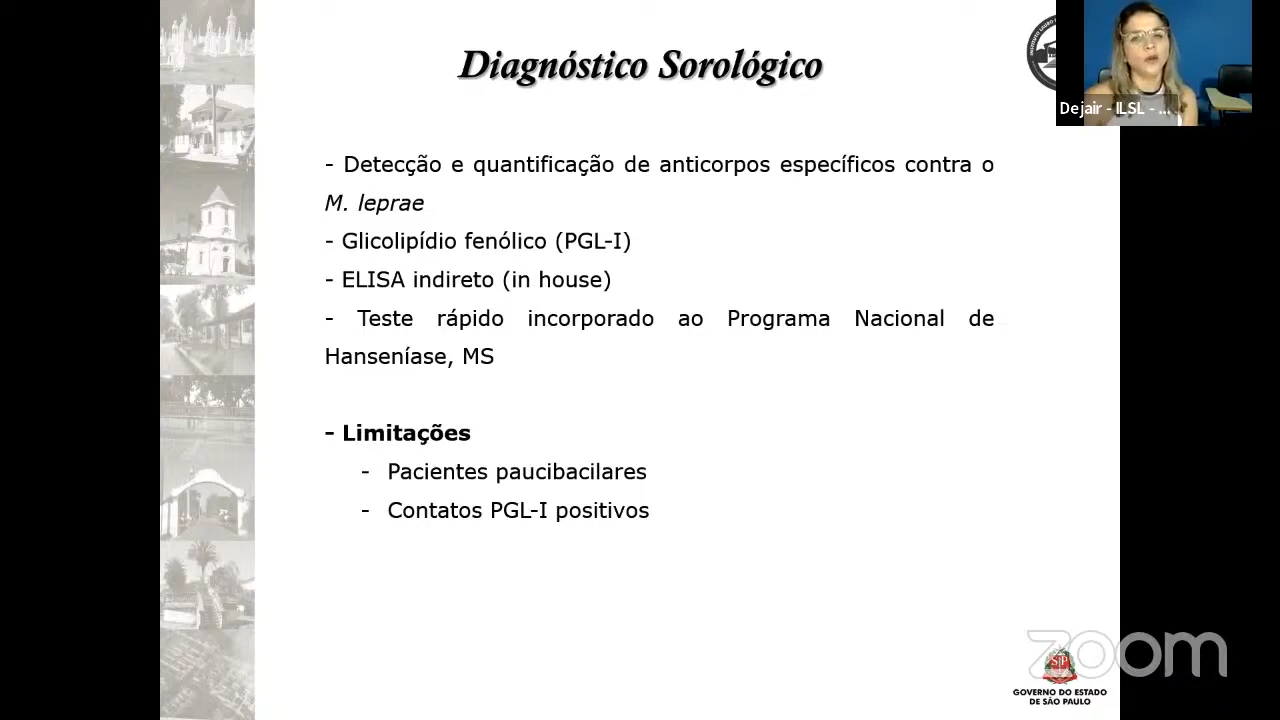 Diagnóstico Sorológico
Dejair - ILSL - ...
- Detecção e quantificação de anticorpos específicos contra o
M. leprae
- Glicolipídio fenólico (PGL-I)
- ELISA indireto (in house)
- Teste rápido incorporado ao Programa Nacional de
Hanseníase, MS
- Limitações
- Pacientes paucibacilares
- Contatos PGL-I positivos
zoom
SP
GOVERNO DO ESTADO
DE SÃO PAULO